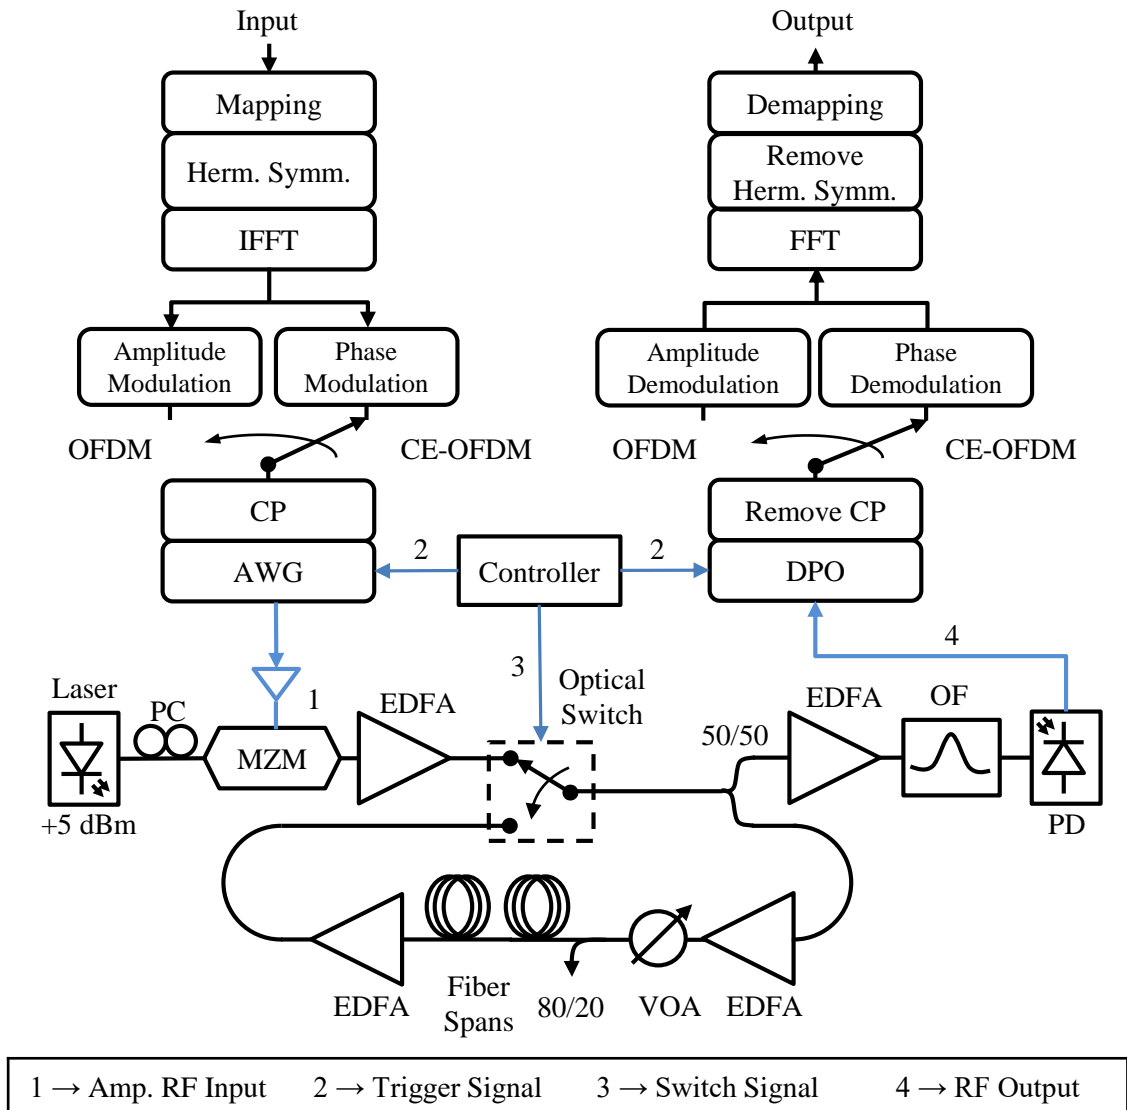 Input
Output
Mapping
Demapping
Herm. Symm.
Remove
Herm. Symm.
IFFT
FFT
Amplitude
Modulation
Phase
Modulation
Amplitude
Demodulation
Phase
Demodulation
OFDM
CE-OFDM
OFDM
CE-OFDM
CP
Remove CP
AWG
2
Controller
2
DPO
3
4
Laser
PC
1
EDFA
Optical
Switch
50/50
EDFA
OF
MZM
+5 dBm
PD
EDFA
Fiber
Spans
80/20
VOA
EDFA
1 → Amp. RF Input 2 → Trigger Signal 3 → Switch Signal 4 → RF Output